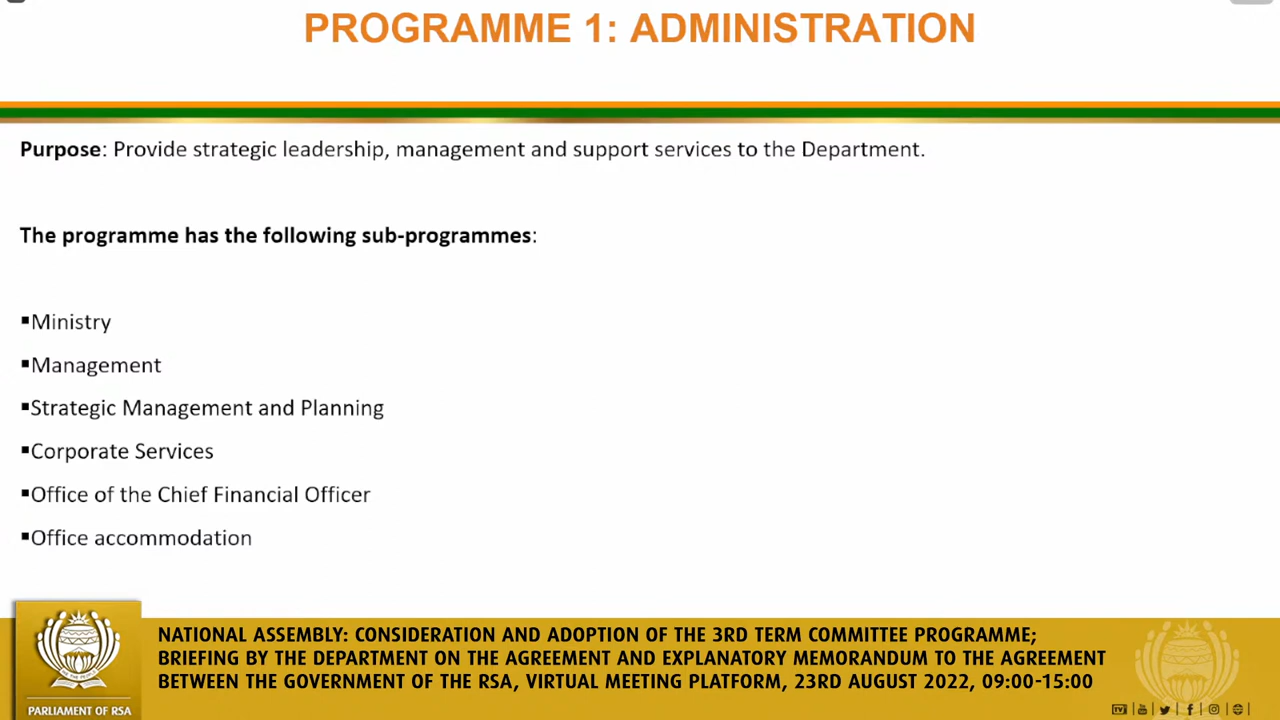 PROGRAMME 1: ADMINISTRATION
Purpose: Provide strategic leadership, management and support services to the Department.
The programme has the following sub-programmes:
▪Ministry
▪Management
▪Strategic Management and Planning
▪Corporate Services
▪Office of the Chief Financial Officer
▪Office accommodation
NATIONAL ASSEMBLY: CONSIDERATION AND ADOPTION OF THE 3RD TERM COMMITTEE PROGRAMME;
BRIEFING BY THE DEPARTMENT ON THE AGREEMENT AND EXPLANATORY MEMORANDUM TO THE AGREEMENT
BETWEEN THE GOVERNMENT OF THE RSA, VIRTUAL MEETING PLATFORM, 23RD AUGUST 2022, 09:00-15:00
PARLIAMENT OF RSA